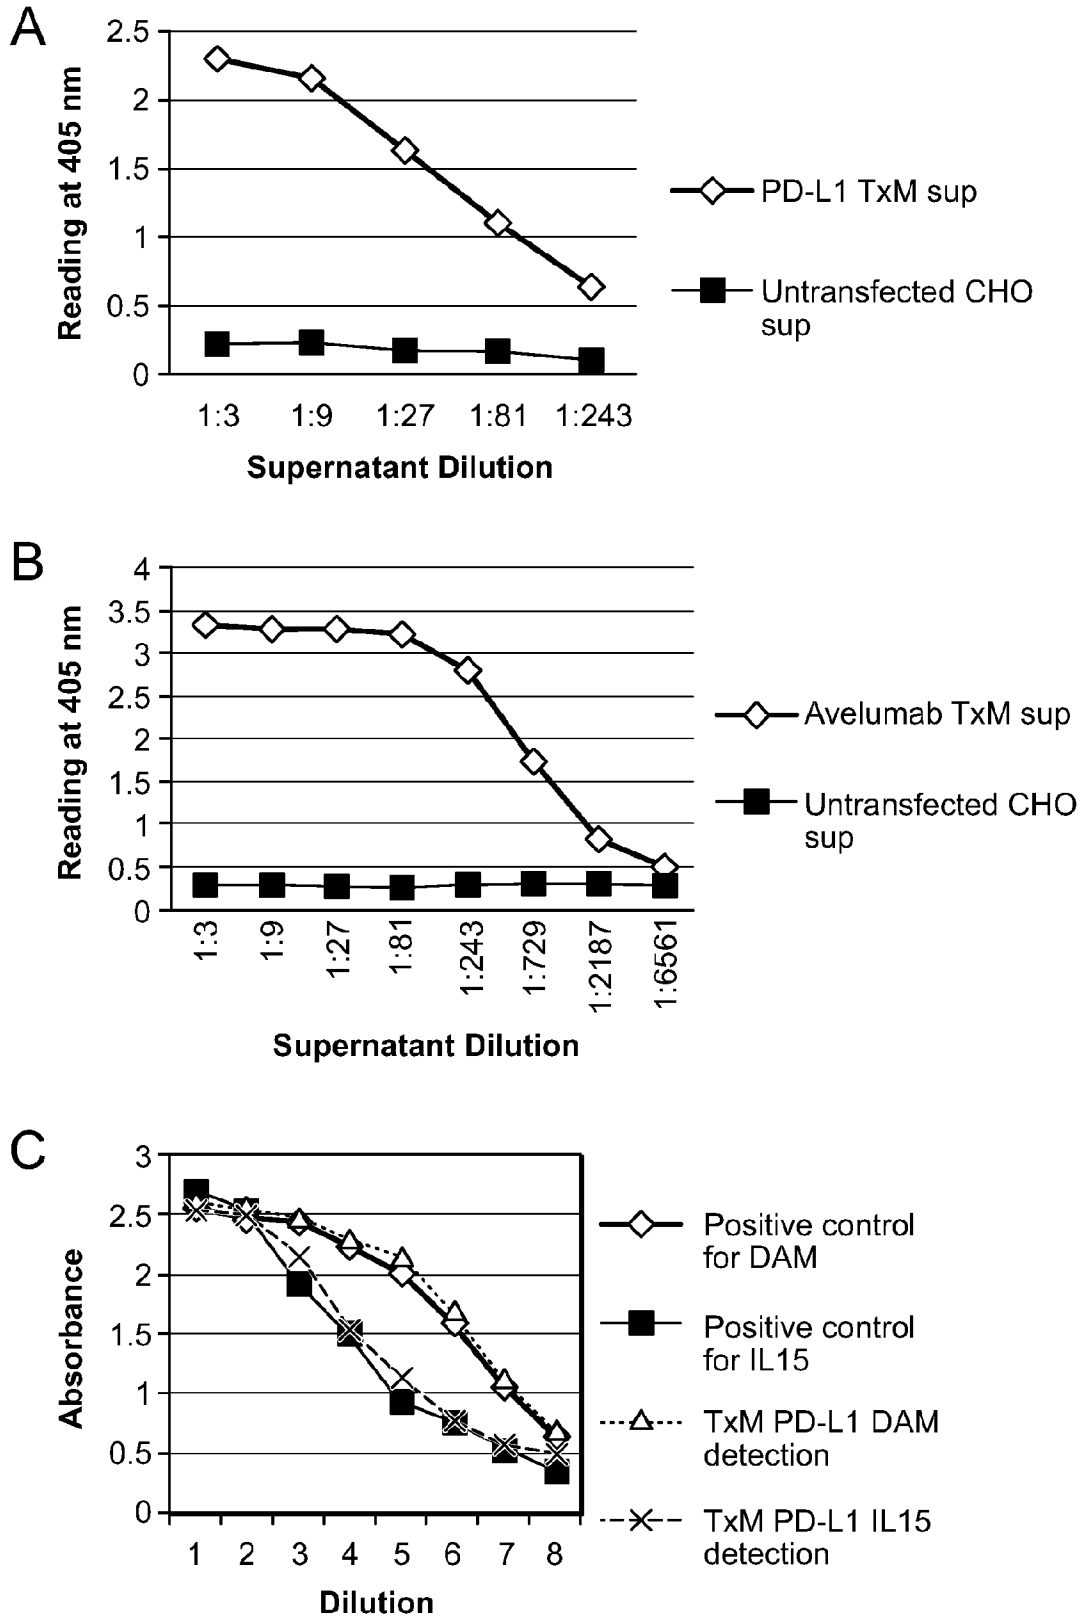 A
Reading at 405 nm
2.5
2
1.5
1
0.5
0
1:3 1:9 1:27 1:81 1:243
Supernatant Dilution
PD-L1 TxM sup
Untransfected CHO
sup
B
Reading at 405 nm
4
3.5
3
2.5
2
1.5
1
0.5
0
1:3 1:9 1:27 1:81 1:243 1:729 1:2187 1:6561
Supernatant Dilution
Avelumab TxM sup
Untransfected CHO
sup
C
Absorbance
3
2.5
2
1.5
1
0.5
0
1 2 3 4 5 6 7 8
Dilution
Positive control
for DAM
Positive control
for IL15
TxM PD-L1 DAM
detection
TxM PD-L1 IL15
detection